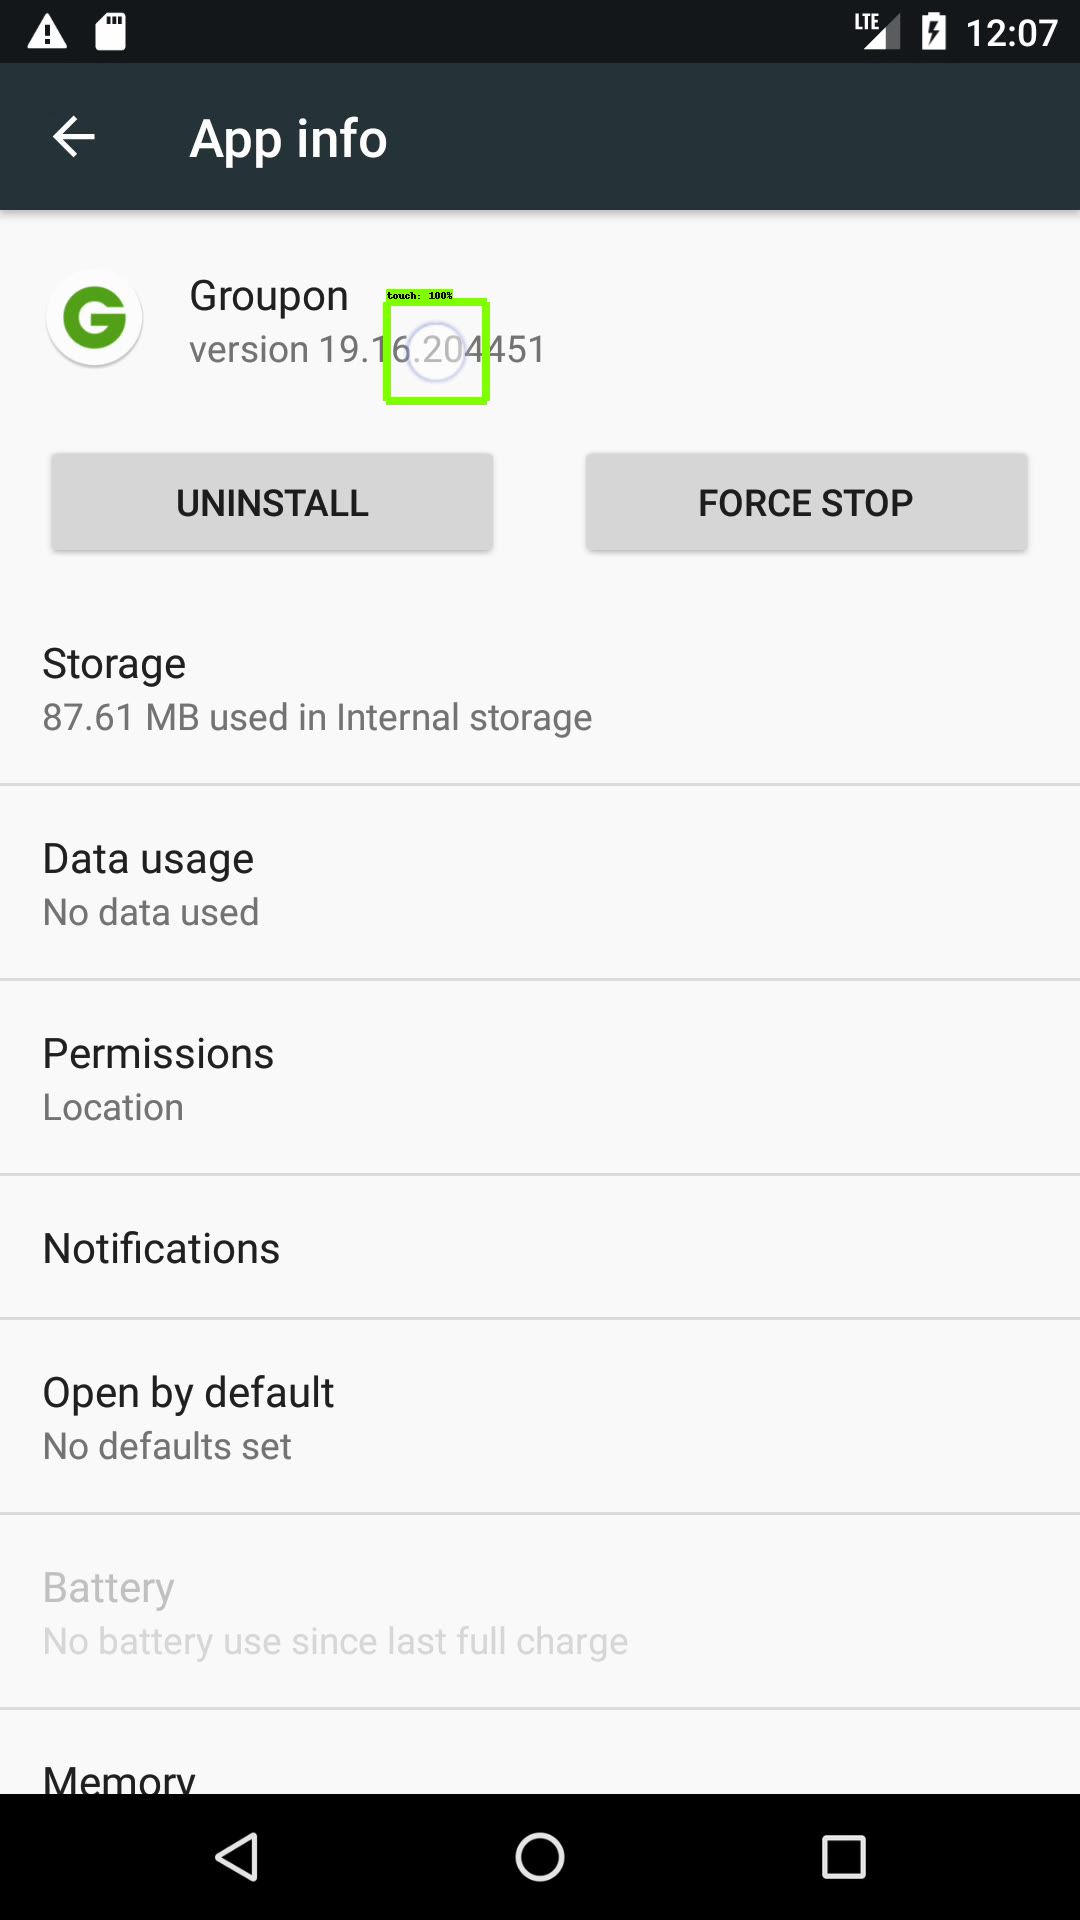 LTE 12:07
App info
Groupon
touch: 100%
version 19.16.204451
UNINSTALL
FORCE STOP
Storage
87.61 MB used in Internal storage
Data usage
No data used
Permissions
Location
Notifications
Open by default
No defaults set
Battery
No battery use since last full charge
Memory